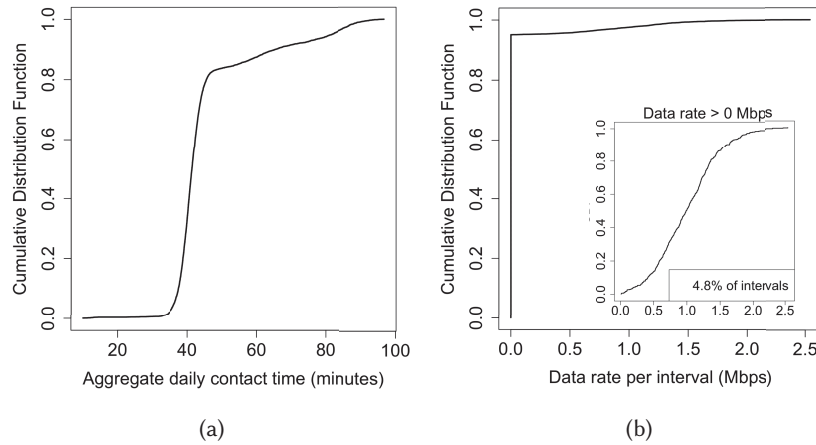 Cumulative Distribution Function
1.0
0.8
0.6
0.4
0.2
0.0
20 40 60 80 100
Aggregate daily contact time (minutes)
(a)
Cumulative Distribution Function
1.0
0.8
0.6
0.4
0.2
0.0
Data rate > 0 Mbps
1.0
0.8
0.6
0.4
0.2
0.0
4.8% of intervals
0.0 0.5 1.0 1.5 2.0 2.5
0.0 0.5 1.0 1.5 2.0 2.5
Data rate per interval (Mbps)
(b)